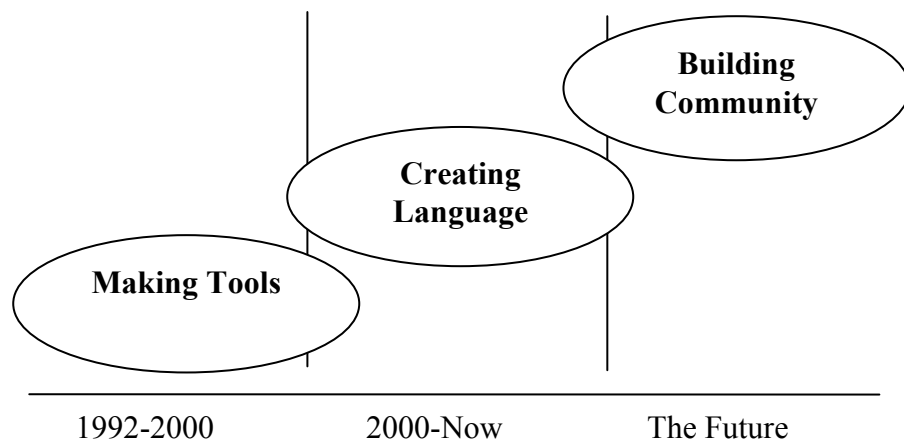 Building
Community
Creating
Language
Making Tools
1992-2000
2000-Now
The Future